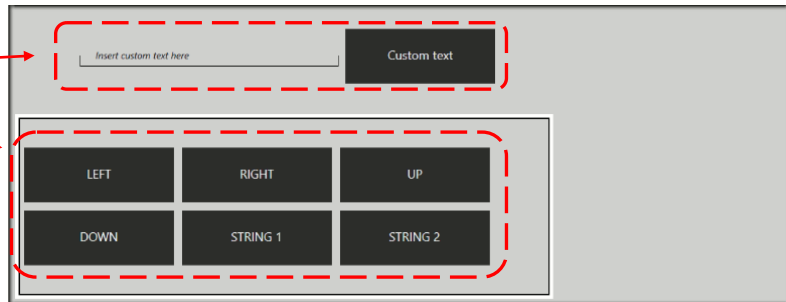 Insert custom text here
Custom text
LEFT
RIGHT
UP
DOWN
STRING 1
STRING 2